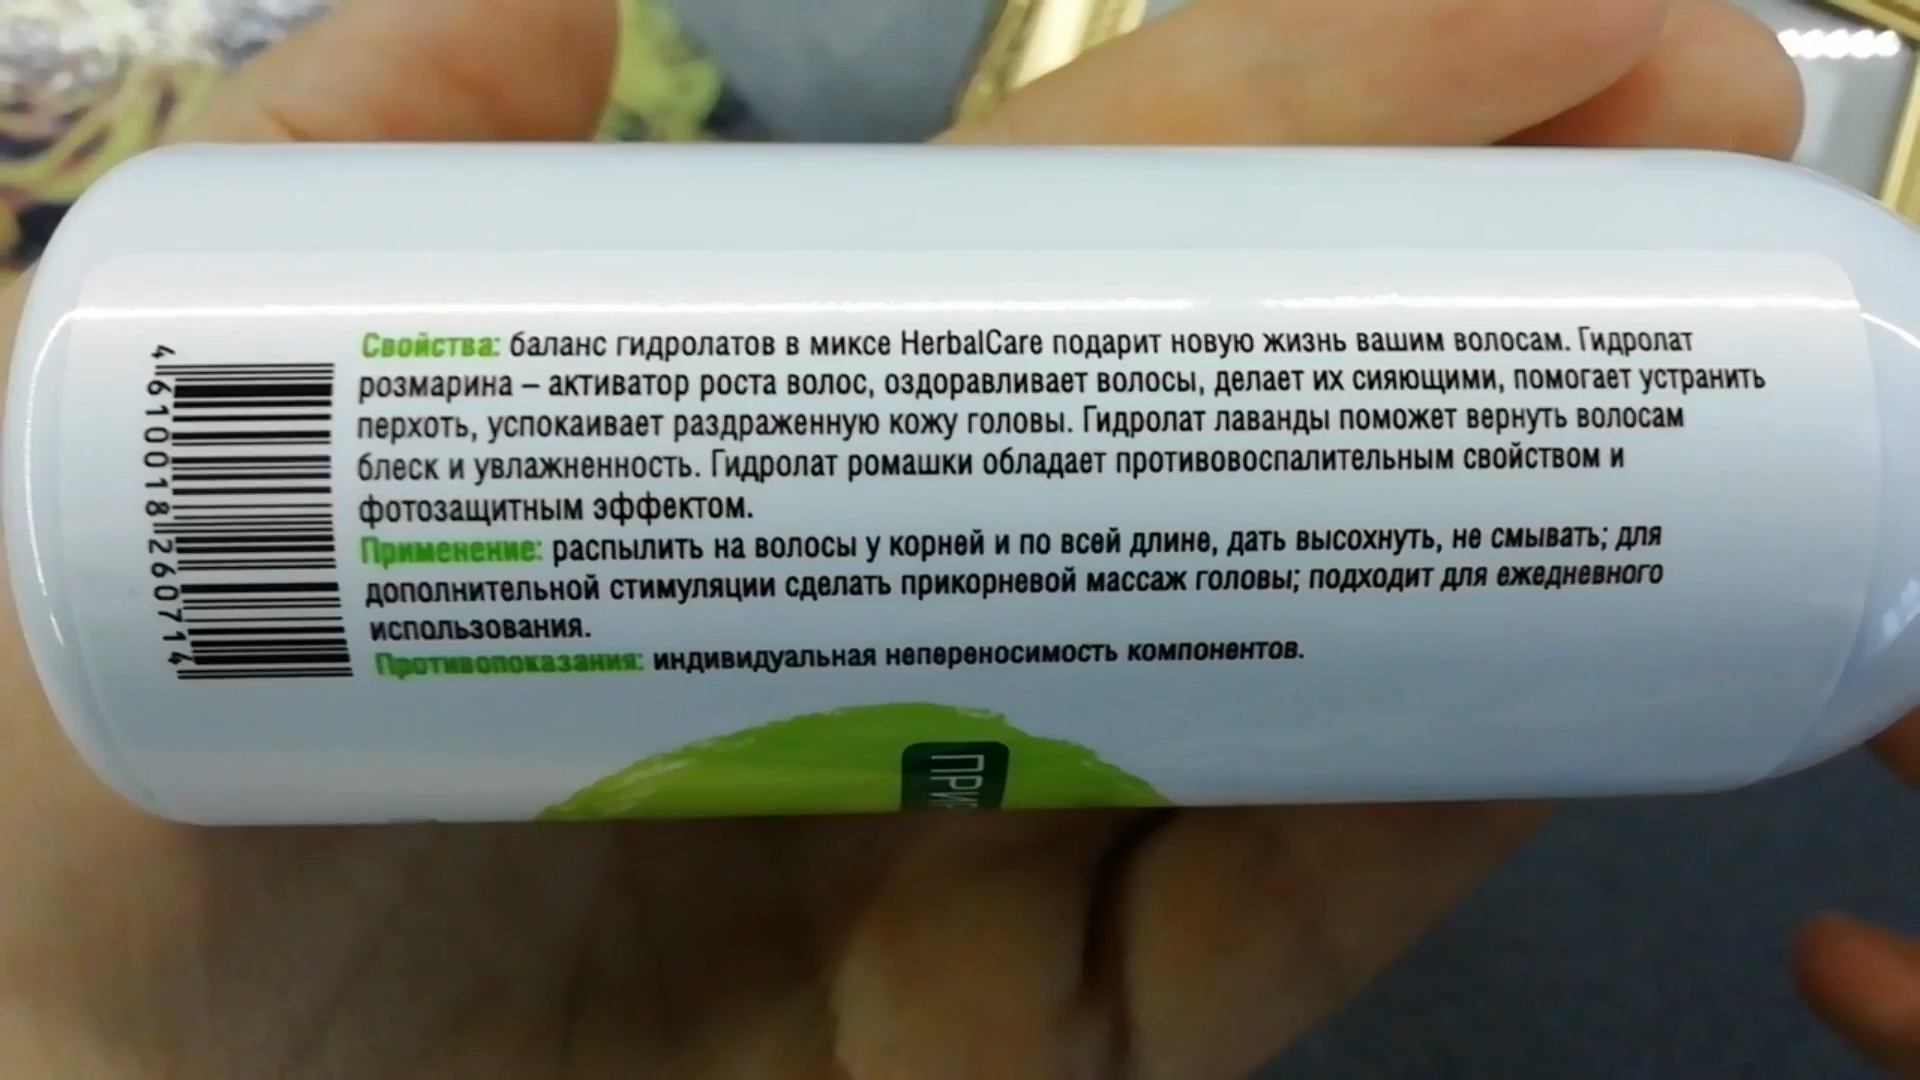 Свойства: баланс гидролатов в миксе HerbalCare подарит новую жизнь вашим волосам. Гидролат
розмарина – активатор роста волос, оздоравливает волосы, делает их сияющими, помогает устранить
перхоть, успокаивает раздраженную кожу головы. Гидролат лаванды поможет вернуть волосам
блеск и увлажненность. Гидролат ромашки обладает противовоспалительным свойством и
фотозащитным эффектом.
Применение: распылить на волосы у корней и по всей длине, дать высохнуть, не смывать; для
дополнительной стимуляции сделать прикорневой массаж головы; подходит для ежедневного
использования.
Противопоказания: индивидуальная непереносимость компонентов.
4 610018 260714